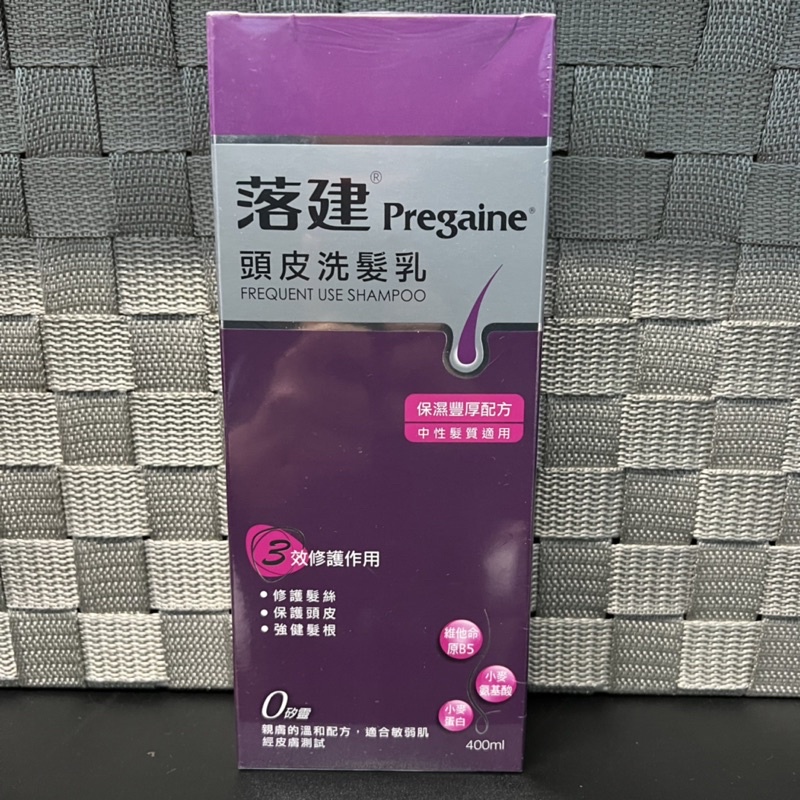 落建® Pregaine®
頭皮洗髮乳
FREQUENT USE SHAMPOO
保濕豐厚配方
中性髮質適用
3效修護作用
• 修護髮絲
• 保護頭皮
• 強健髮根
維他命
原B5
小麥
氨基酸
小麥
蛋白
0矽靈
親膚的溫和配方，適合敏弱肌
經皮膚測試
400ml